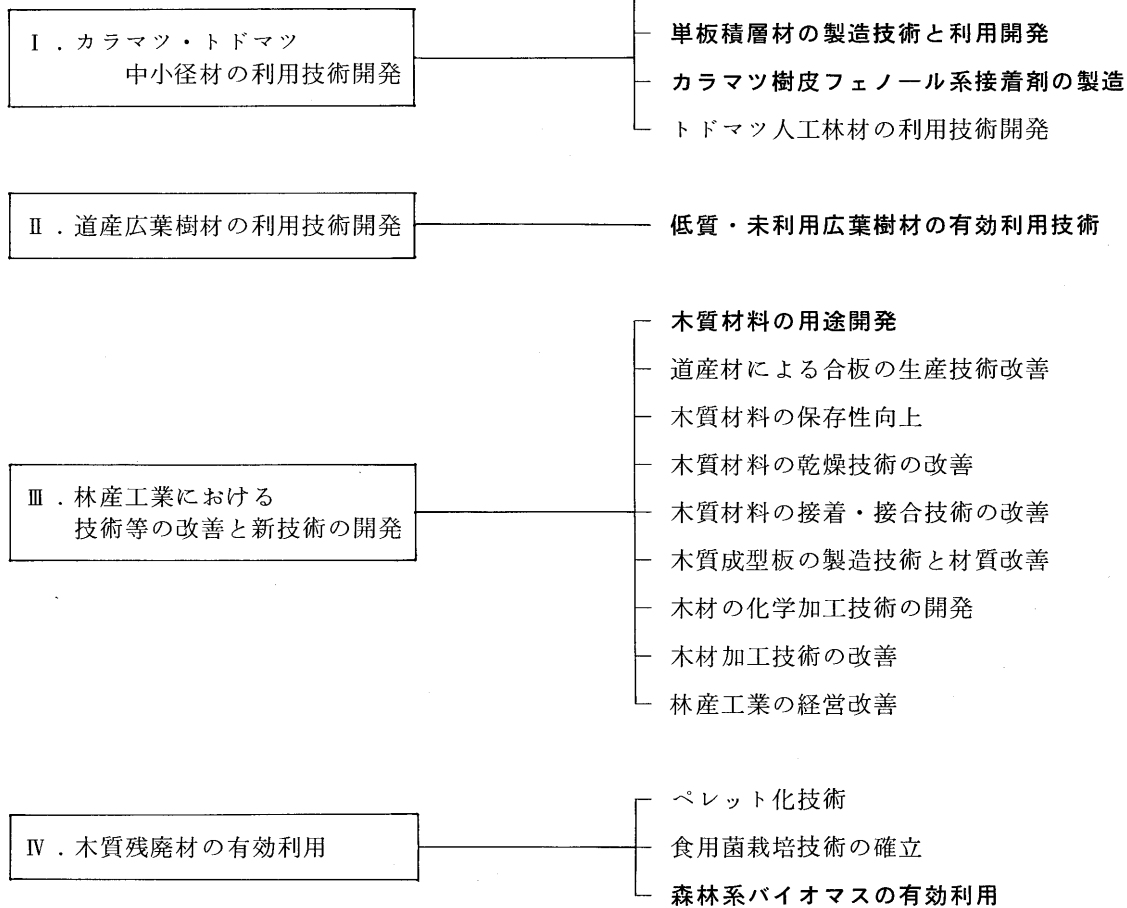 Ⅰ．カラマツ・トドマツ
中小径材の利用技術開発
単板積層材の製造技術と利用開発
カラマツ樹皮フェノール系接着剤の製造
トドマツ人工林材の利用技術開発
Ⅱ．道産広葉樹材の利用技術開発
低質・未利用広葉樹材の有効利用技術
Ⅲ．林産工業における
技術等の改善と新技術の開発
木質材料の用途開発
道産材による合板の生産技術改善
木質材料の保存性向上
木質材料の乾燥技術の改善
木質材料の接着・接合技術の改善
木質成型板の製造技術と材質改善
木材の化学加工技術の開発
木材加工技術の改善
林産工業の経営改善
Ⅳ．木質残廃材の有効利用
ペレット化技術
食用菌栽培技術の確立
森林系バイオマスの有効利用